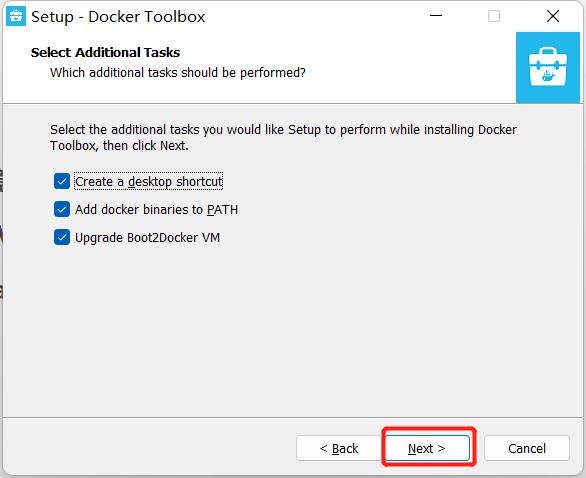 Setup - Docker Toolbox
Select Additional Tasks
Which additional tasks should be performed?
Select the additional tasks you would like Setup to perform while installing Docker
Toolbox, then click Next.
Create a desktop shortcut
Add docker binaries to PATH
Upgrade Boot2Docker VM
< Back
Next >
Cancel